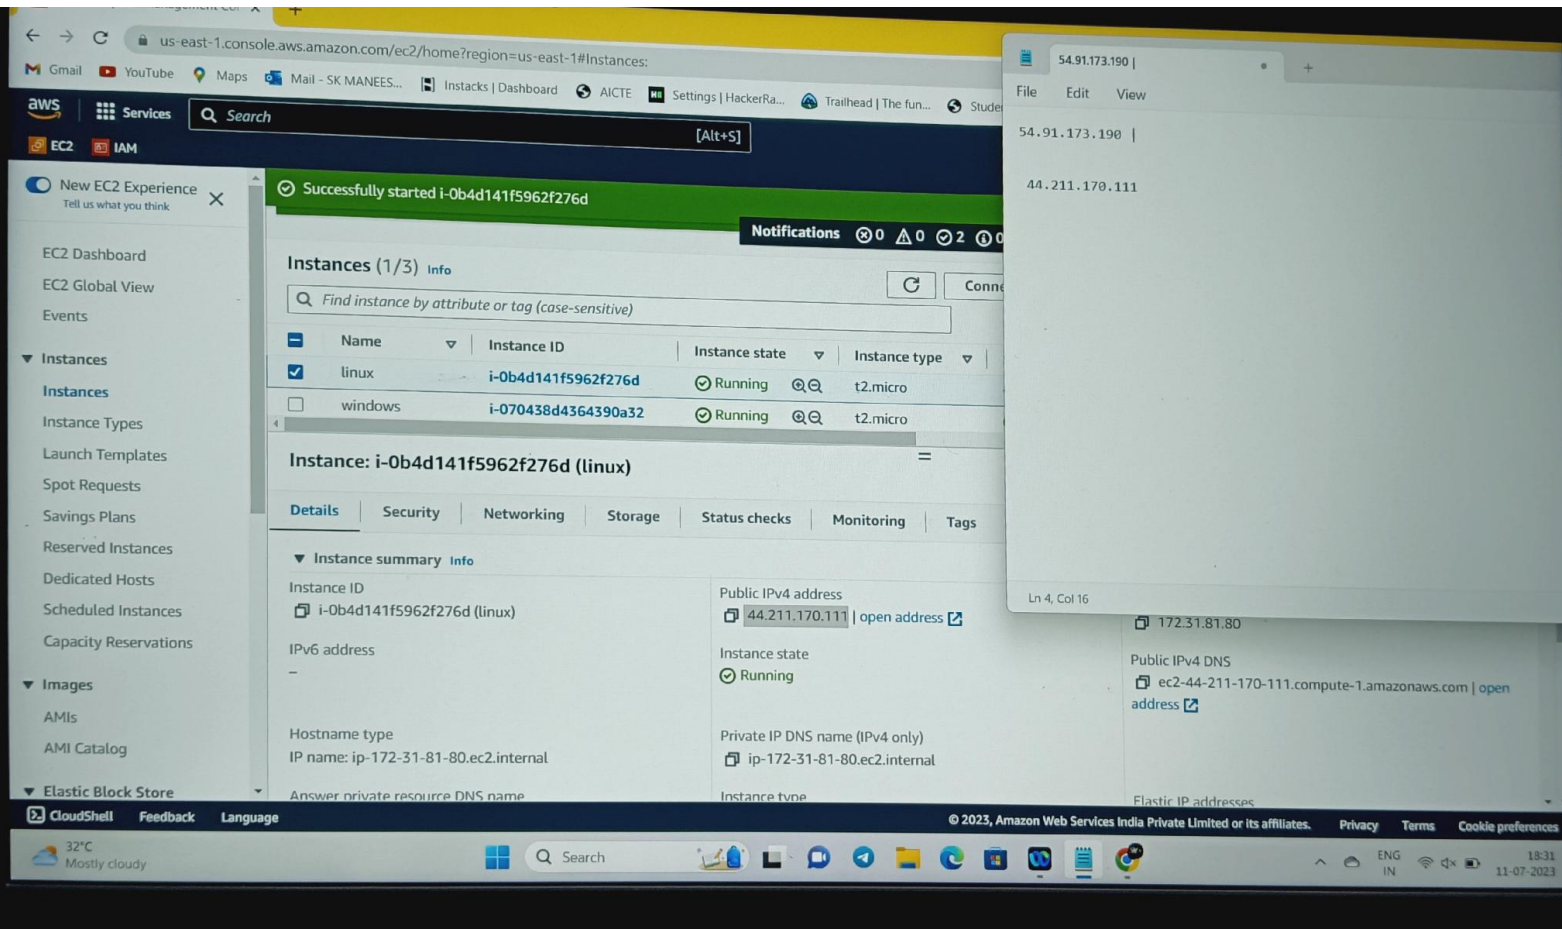 us-east-1.console.aws.amazon.com/ec2/home?region=us-east-1#Instances:
Gmail YouTube Maps Mail - SK MANEES... Instacks | Dashboard AICTE Settings | HackerRa... Trailhead | The fun... Stude
aws Services Search [Alt+S]
EC2 IAM
New EC2 Experience
Tell us what you think
EC2 Dashboard
EC2 Global View
Events
Instances
Instances
Instance Types
Launch Templates
Spot Requests
Savings Plans
Reserved Instances
Dedicated Hosts
Scheduled Instances
Capacity Reservations
Images
AMIs
AMI Catalog
Elastic Block Store
Successfully started i-0b4d141f5962f276d
Notifications 0 0 2 0
Instances (1/3) Info
Conne
Find instance by attribute or tag (case-sensitive)
Name Instance ID Instance state Instance type
linux i-0b4d141f5962f276d Running t2.micro
windows i-070438d4364390a32 Running t2.micro
Instance: i-0b4d141f5962f276d (linux)
Details Security Networking Storage Status checks Monitoring Tags
Instance summary Info
Instance ID
i-0b4d141f5962f276d (linux)
Public IPv4 address
44.211.170.111 | open address
172.31.81.80
IPv6 address
–
Instance state
Running
Public IPv4 DNS
ec2-44-211-170-111.compute-1.amazonaws.com | open
address
Hostname type
IP name: ip-172-31-81-80.ec2.internal
Private IP DNS name (IPv4 only)
ip-172-31-81-80.ec2.internal
Answer private resource DNS name
Instance type
Elastic IP addresses
54.91.173.190 |
File Edit View
54.91.173.190 |
44.211.170.111
Ln 4, Col 16
CloudShell Feedback Language © 2023, Amazon Web Services India Private Limited or its affiliates. Privacy Terms Cookie preferences
32°C
Mostly cloudy
Search
ENG
IN
18:31
11-07-2023